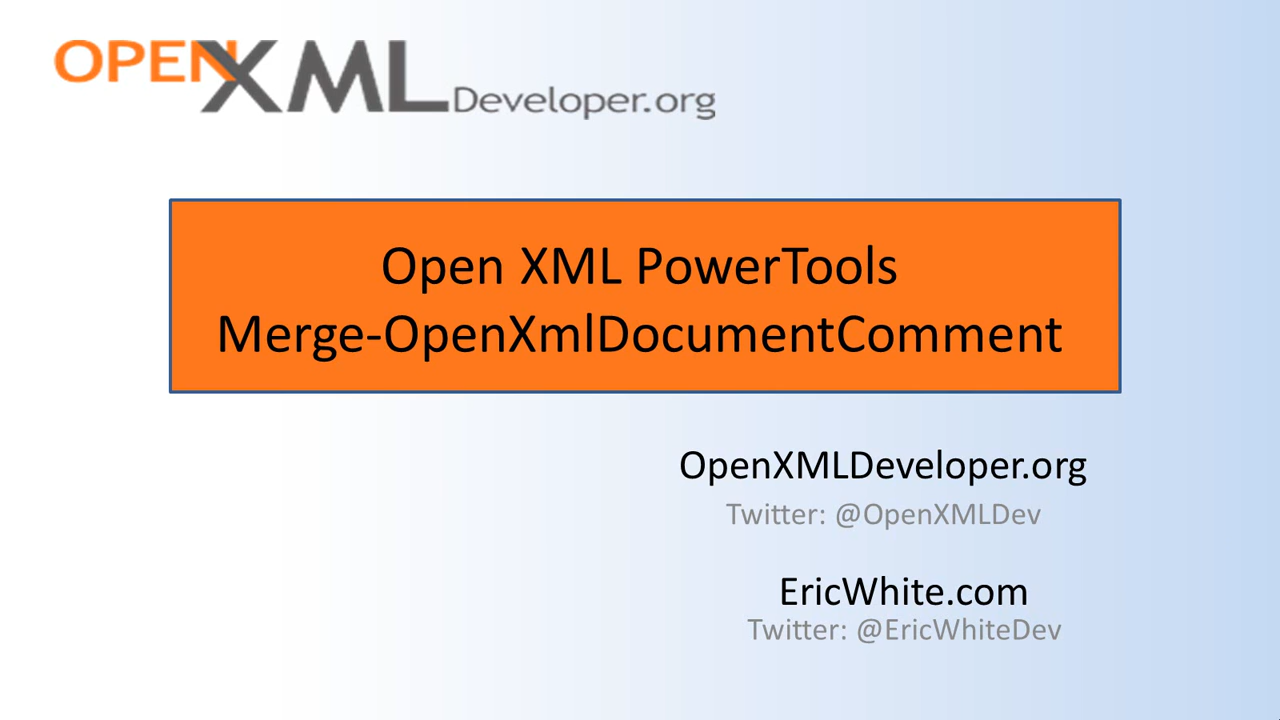 OPENXMLDeveloper.org
Open XML PowerTools
Merge-OpenXmlDocumentComment
OpenXMLDeveloper.org
Twitter: @OpenXMLDev
EricWhite.com
Twitter: @EricWhiteDev